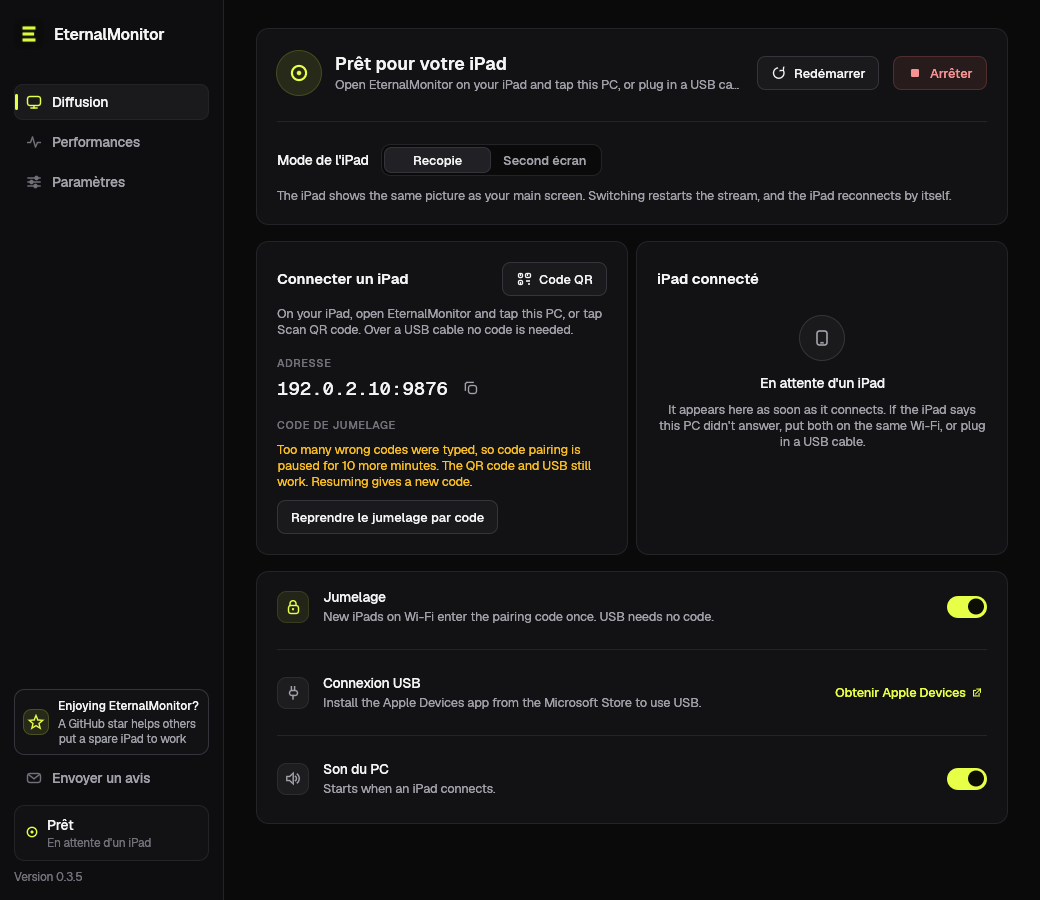 EternalMonitor
Diffusion
Performances
Paramètres
Enjoying EternalMonitor?
A GitHub star helps others
put a spare iPad to work
Envoyer un avis
Prêt
En attente d'un iPad
Version 0.3.5
Prêt pour votre iPad
Open EternalMonitor on your iPad and tap this PC, or plug in a USB ca...
Redémarrer
Arrêter
Mode de l'iPad
Recopie
Second écran
The iPad shows the same picture as your main screen. Switching restarts the stream, and the iPad reconnects by itself.
Connecter un iPad
Code QR
On your iPad, open EternalMonitor and tap this PC, or tap
Scan QR code. Over a USB cable no code is needed.
ADRESSE
192.0.2.10:9876
CODE DE JUMELAGE
Too many wrong codes were typed, so code pairing is
paused for 10 more minutes. The QR code and USB still
work. Resuming gives a new code.
Reprendre le jumelage par code
iPad connecté
En attente d'un iPad
It appears here as soon as it connects. If the iPad says
this PC didn't answer, put both on the same Wi-Fi, or plug
in a USB cable.
Jumelage
New iPads on Wi-Fi enter the pairing code once. USB needs no code.
Connexion USB
Install the Apple Devices app from the Microsoft Store to use USB.
Obtenir Apple Devices
Son du PC
Starts when an iPad connects.